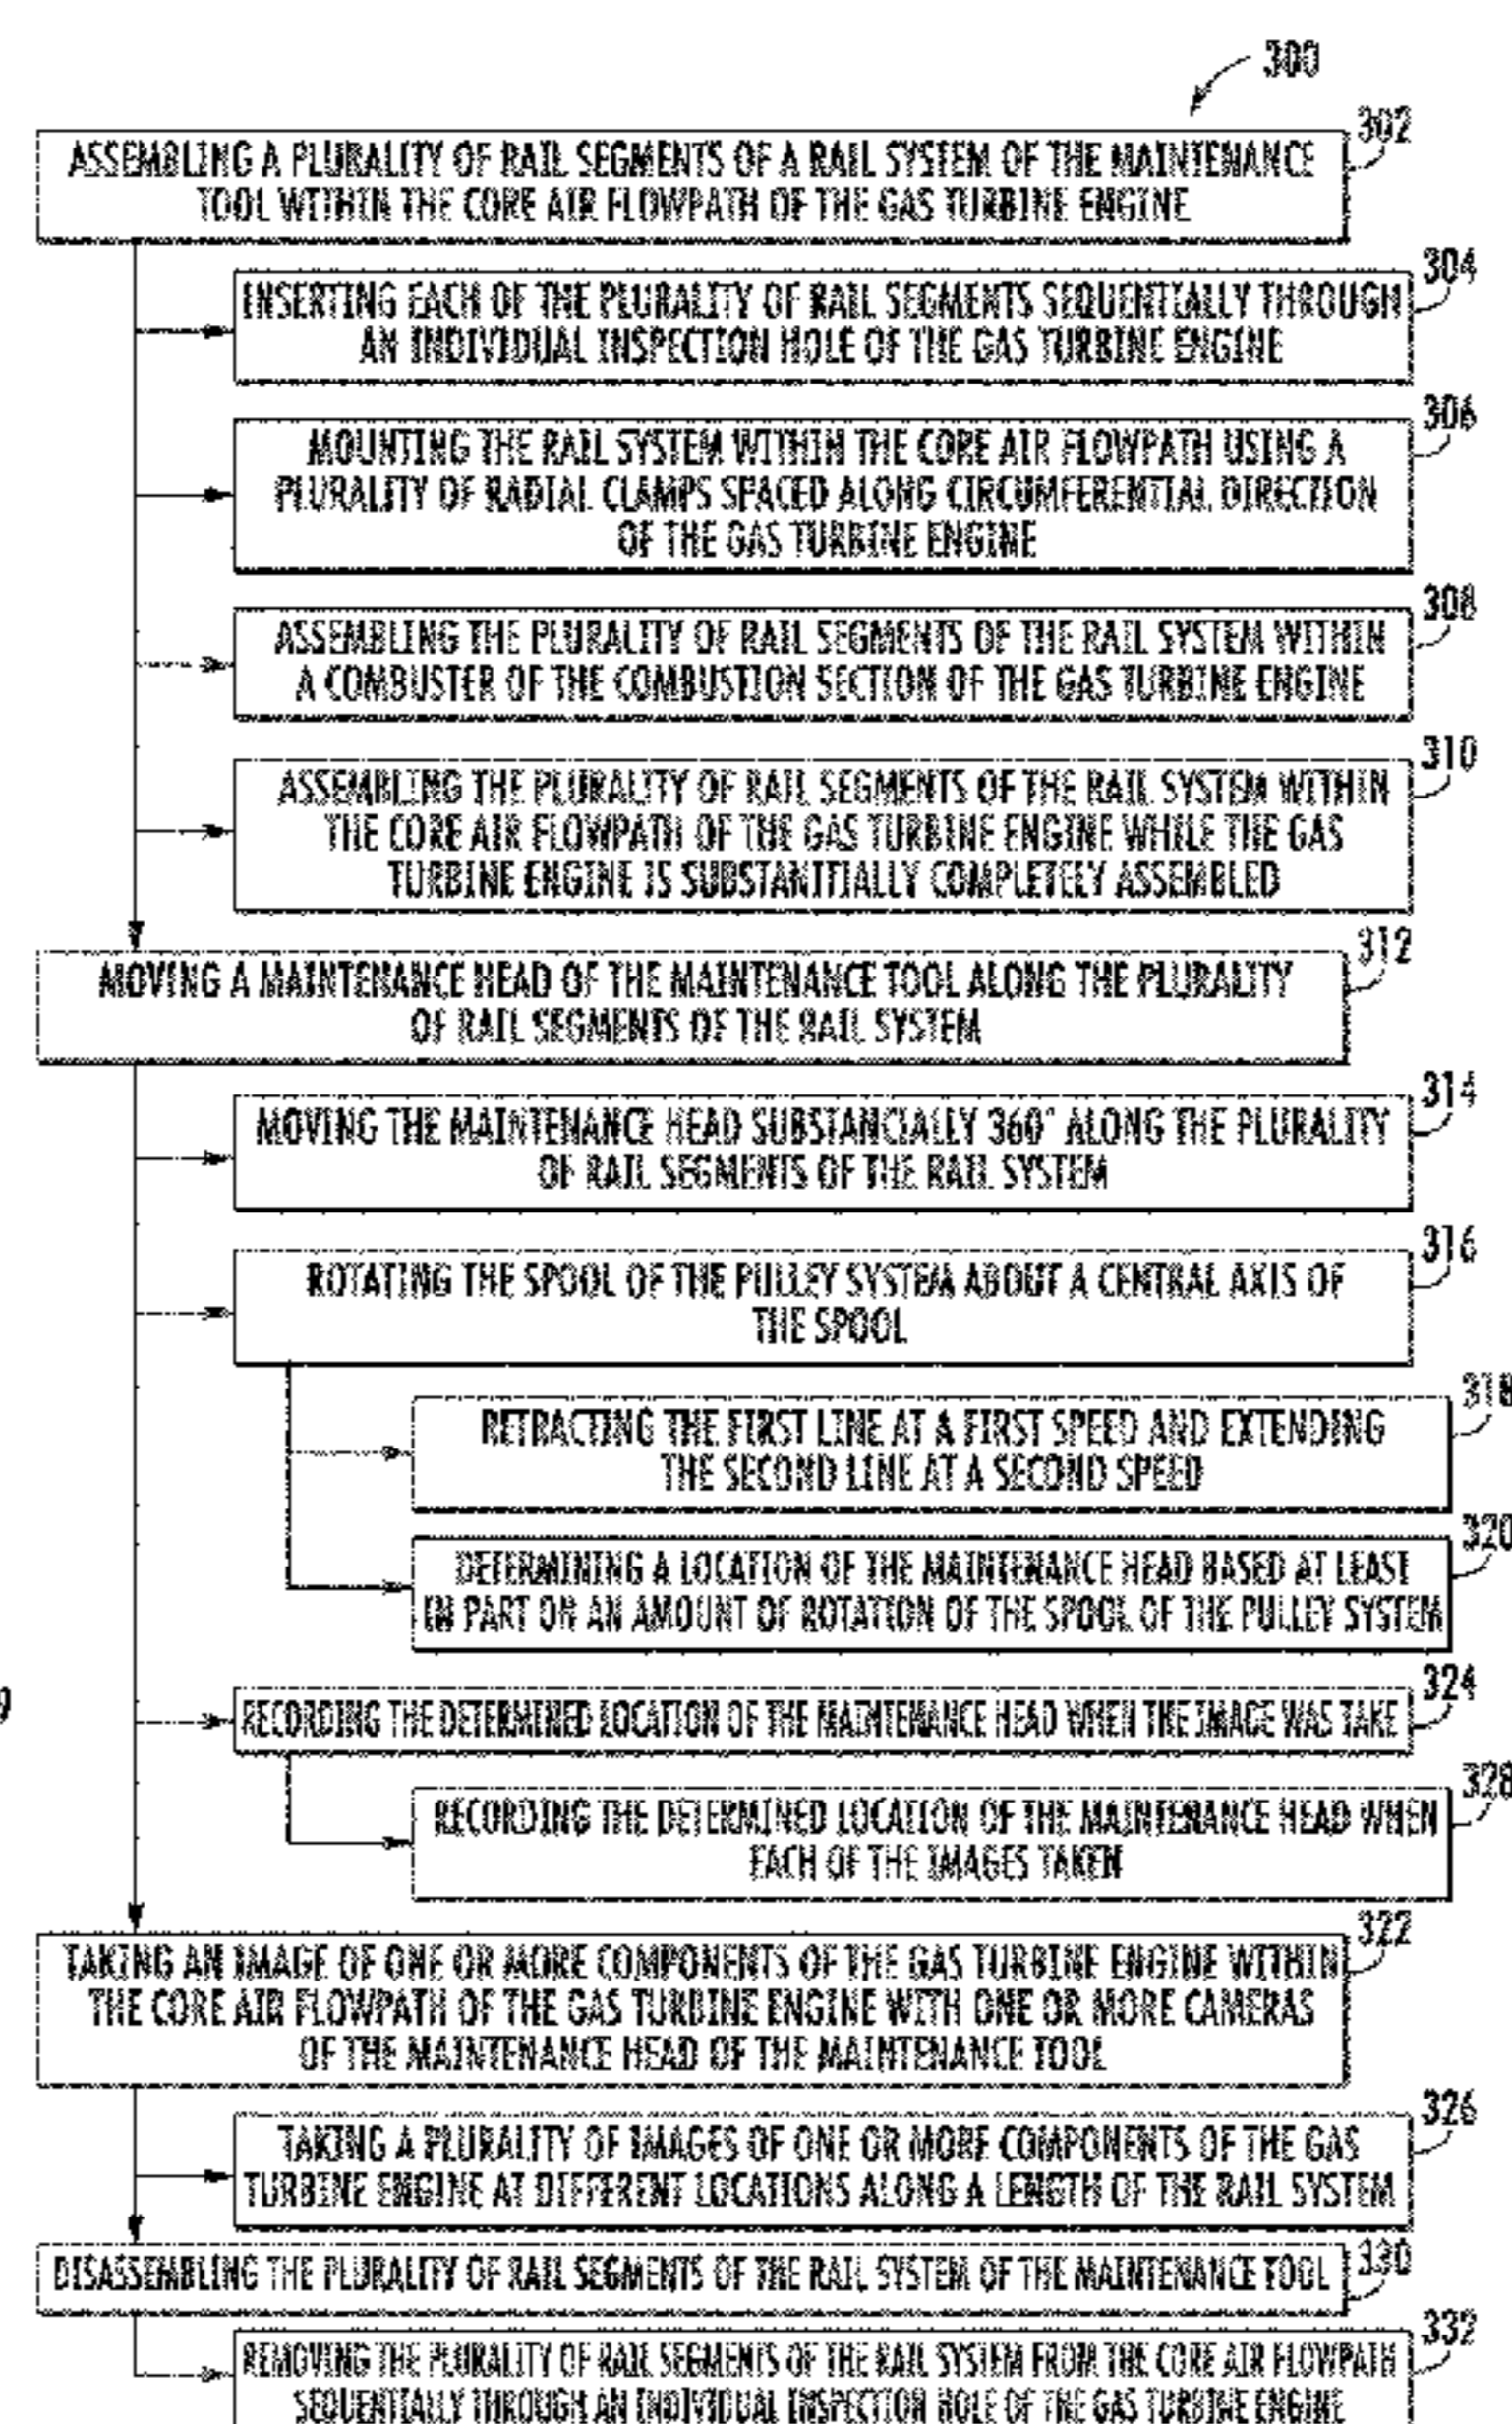 300
302
ASSEMBLING A PLURALITY OF RAIL SEGMENTS OF A RAIL SYSTEM OF THE MAINTENANCE
TOOL WITHIN THE CORE AIR FLOWPATH OF THE GAS TURBINE ENGINE
304
INSERTING EACH OF THE PLURALITY OF RAIL SEGMENTS SEQUENTIALLY THROUGH
AN INDIVIDUAL INSPECTION HOLE OF THE GAS TURBINE ENGINE
306
MOUNTING THE RAIL SYSTEM WITHIN THE CORE AIR FLOWPATH USING A
PLURALITY OF RADIAL CLAMPS SPACED ALONG CIRCUMFERENTIAL DIRECTION
OF THE GAS TURBINE ENGINE
308
ASSEMBLING THE PLURALITY OF RAIL SEGMENTS OF THE RAIL SYSTEM WITHIN
A COMBUSTER OF THE COMBUSTION SECTION OF THE GAS TURBINE ENGINE
310
ASSEMBLING THE PLURALITY OF RAIL SEGMENTS OF THE RAIL SYSTEM WITHIN
THE CORE AIR FLOWPATH OF THE GAS TURBINE ENGINE WHILE THE GAS
TURBINE ENGINE IS SUBSTANTIALLY COMPLETELY ASSEMBLED
312
MOVING A MAINTENANCE HEAD OF THE MAINTENANCE TOOL ALONG THE PLURALITY
OF RAIL SEGMENTS OF THE RAIL SYSTEM
314
MOVING THE MAINTENANCE HEAD SUBSTANCIALLY 360° ALONG THE PLURALITY
OF RAIL SEGMENTS OF THE RAIL SYSTEM
316
ROTATING THE SPOOL OF THE PULLEY SYSTEM ABOUT A CENTRAL AXIS OF
THE SPOOL
318
RETRACTING THE FIRST LINE AT A FIRST SPEED AND EXTENDING
THE SECOND LINE AT A SECOND SPEED
320
DETERMINING A LOCATION OF THE MAINTENANCE HEAD BASED AT LEAST
IN PART ON AN AMOUNT OF ROTATION OF THE SPOOL OF THE PULLEY SYSTEM
324
RECORDING THE DETERMINED LOCATION OF THE MAINTENANCE HEAD WHEN THE IMAGE WAS TAKE
328
RECORDING THE DETERMINED LOCATION OF THE MAINTENANCE HEAD WHEN
EACH OF THE IMAGES TAKEN
322
TAKING AN IMAGE OF ONE OR MORE COMPONENTS OF THE GAS TURBINE ENGINE WITHIN
THE CORE AIR FLOWPATH OF THE GAS TURBINE ENGINE WITH ONE OR MORE CAMERAS
OF THE MAINTENANCE HEAD OF THE MAINTENANCE TOOL
326
TAKING A PLURALITY OF IMAGES OF ONE OR MORE COMPONENTS OF THE GAS
TURBINE ENGINE AT DIFFERENT LOCATIONS ALONG A LENGTH OF THE RAIL SYSTEM
330
DISASSEMBLING THE PLURALITY OF RAIL SEGMENTS OF THE RAIL SYSTEM OF THE MAINTENANCE TOOL
332
REMOVING THE PLURALITY OF RAIL SEGMENTS OF THE RAIL SYSTEM FROM THE CORE AIR FLOWPATH
SEQUENTIALLY THROUGH AN INDIVIDUAL INSPECTION HOLE OF THE GAS TURBINE ENGINE